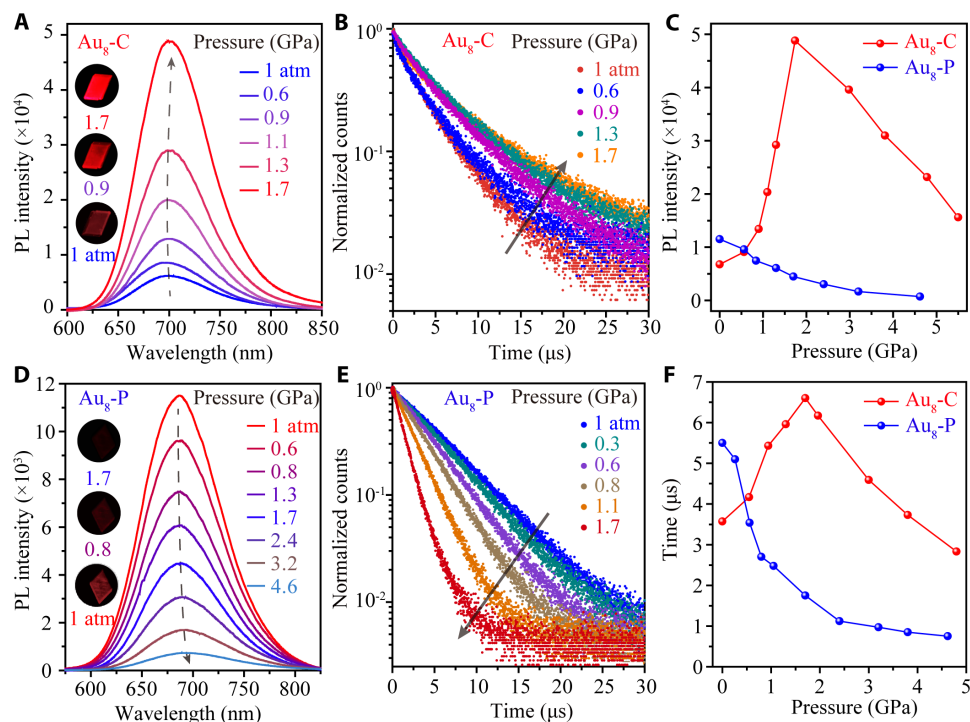 A
Au₈-C Pressure (GPa)
1 atm
0.6
0.9
1.1
1.3
1.7
1.7
0.9
1 atm
5
4
3
2
1
0
PL intensity (×10⁴)
600 650 700 750 800 850
Wavelength (nm)
B
Au₈-C Pressure (GPa)
1 atm
0.6
0.9
1.3
1.7
10⁰
10⁻¹
10⁻²
Normalized counts
0 5 10 15 20 25 30
Time (μs)
C
Au₈-C
Au₈-P
5
4
3
2
1
0
PL intensity (×10⁴)
0 1 2 3 4 5
Pressure (GPa)
D
Au₈-P Pressure (GPa)
1 atm
0.6
0.8
1.3
1.7
2.4
3.2
4.6
1.7
0.8
1 atm
12
10
8
6
4
2
0
PL intensity (×10³)
600 650 700 750 800
Wavelength (nm)
E
Au₈-P Pressure (GPa)
1 atm
0.3
0.6
0.8
1.1
1.7
10⁰
10⁻¹
10⁻²
Normalized counts
0 5 10 15 20 25 30
Time (μs)
F
Au₈-C
Au₈-P
7
6
5
4
3
2
1
0
Time (μs)
0 1 2 3 4 5
Pressure (GPa)